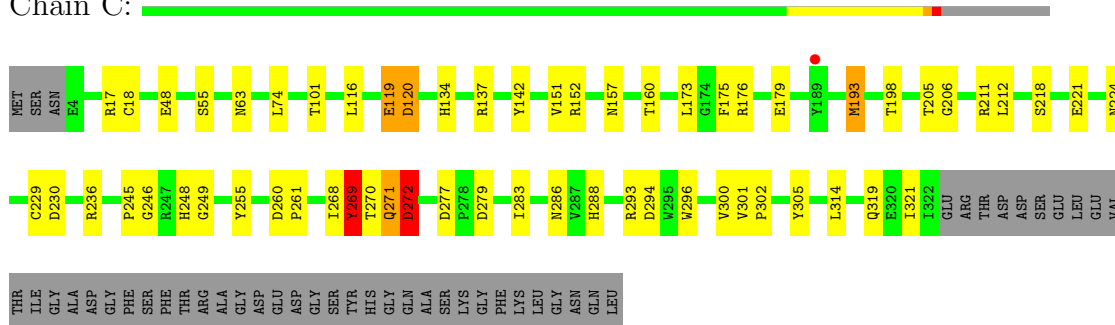 Chain C:
MET SER ASN E4 R17 C18 E48 S55 N63 L74 T101 L116 E119 D120 H134 R137 Y142 V151 R152 N157 T160 L173 G174 F175 R176 E179 Y189 M193 T198 T205 G206 R211 L212 S218 E221 N224
C229 D230 R236 P245 G246 R247 H248 G249 Y255 D260 P261 I268 Y269 T270 Q271 D272 D277 P278 D279 I283 N286 V287 H288 R293 D294 W295 W296 V300 V301 P302 Y305 L314 Q319 E320 I321 I322 GLU ARG THR ASP ASP SER GLU LEU GLU VAL
THR ILE GLY ALA ASP GLY PHE SER PHE THR ARG ALA GLY ASP GLU ASP GLY SER TYR HIS GLY GLN ALA SER LYS GLY PHE LYS LEU GLY ASN GLN LEU